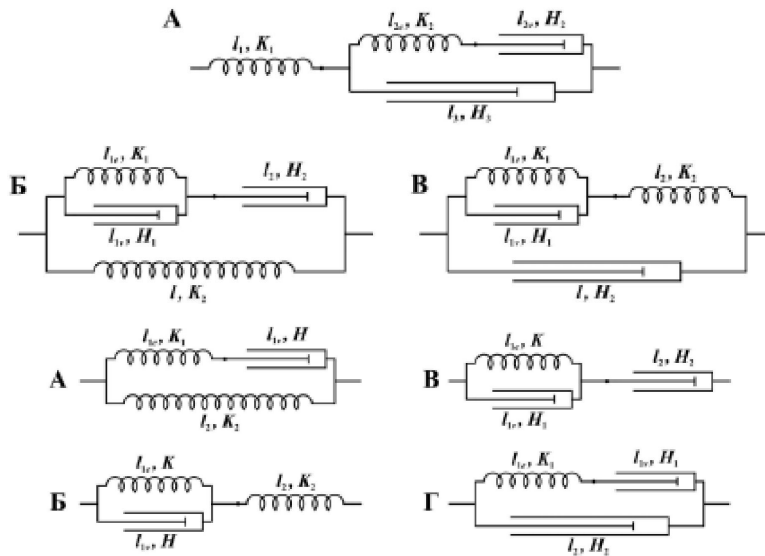 А
l₁, K₁
l₂e, K₂
l₂v, H₂
l₃, H₃
Б
l₁e, K₁
l₂, H₂
l₁v, H₁
l, K₂
В
l₁e, K₁
l₂, K₂
l₁v, H₁
l, H₂
А
l₁e, K₁
l₁v, H
l₂, K₂
В
l₁e, K
l₂, H₂
l₁v, H₁
Б
l₁e, K
l₂, K₂
l₁v, H
Г
l₁e, K₁
l₁v, H₁
l₂, H₂